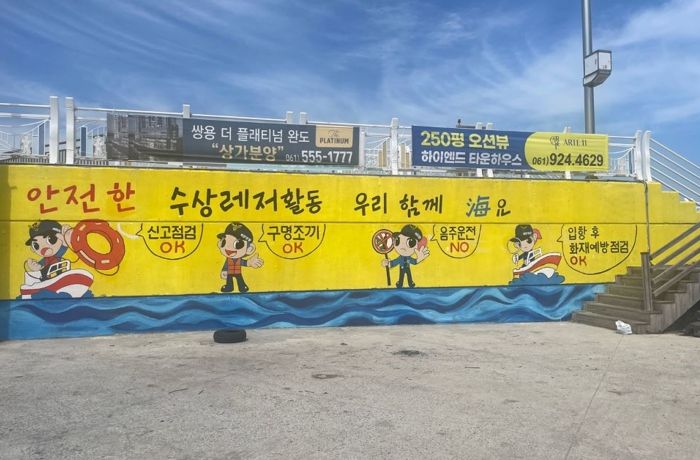 쌍용 더 플래티넘 완도
"상가분양" 061) 555-1777
The PLATINUM
250평 오션뷰
하이엔드 타운하우스
ARTE 11
061) 924.4629
안전한 수상레저활동 우리 함께 海요
신고점검
OK
구명조끼
OK
음주운전
NO
입항 후
화재예방점검
OK